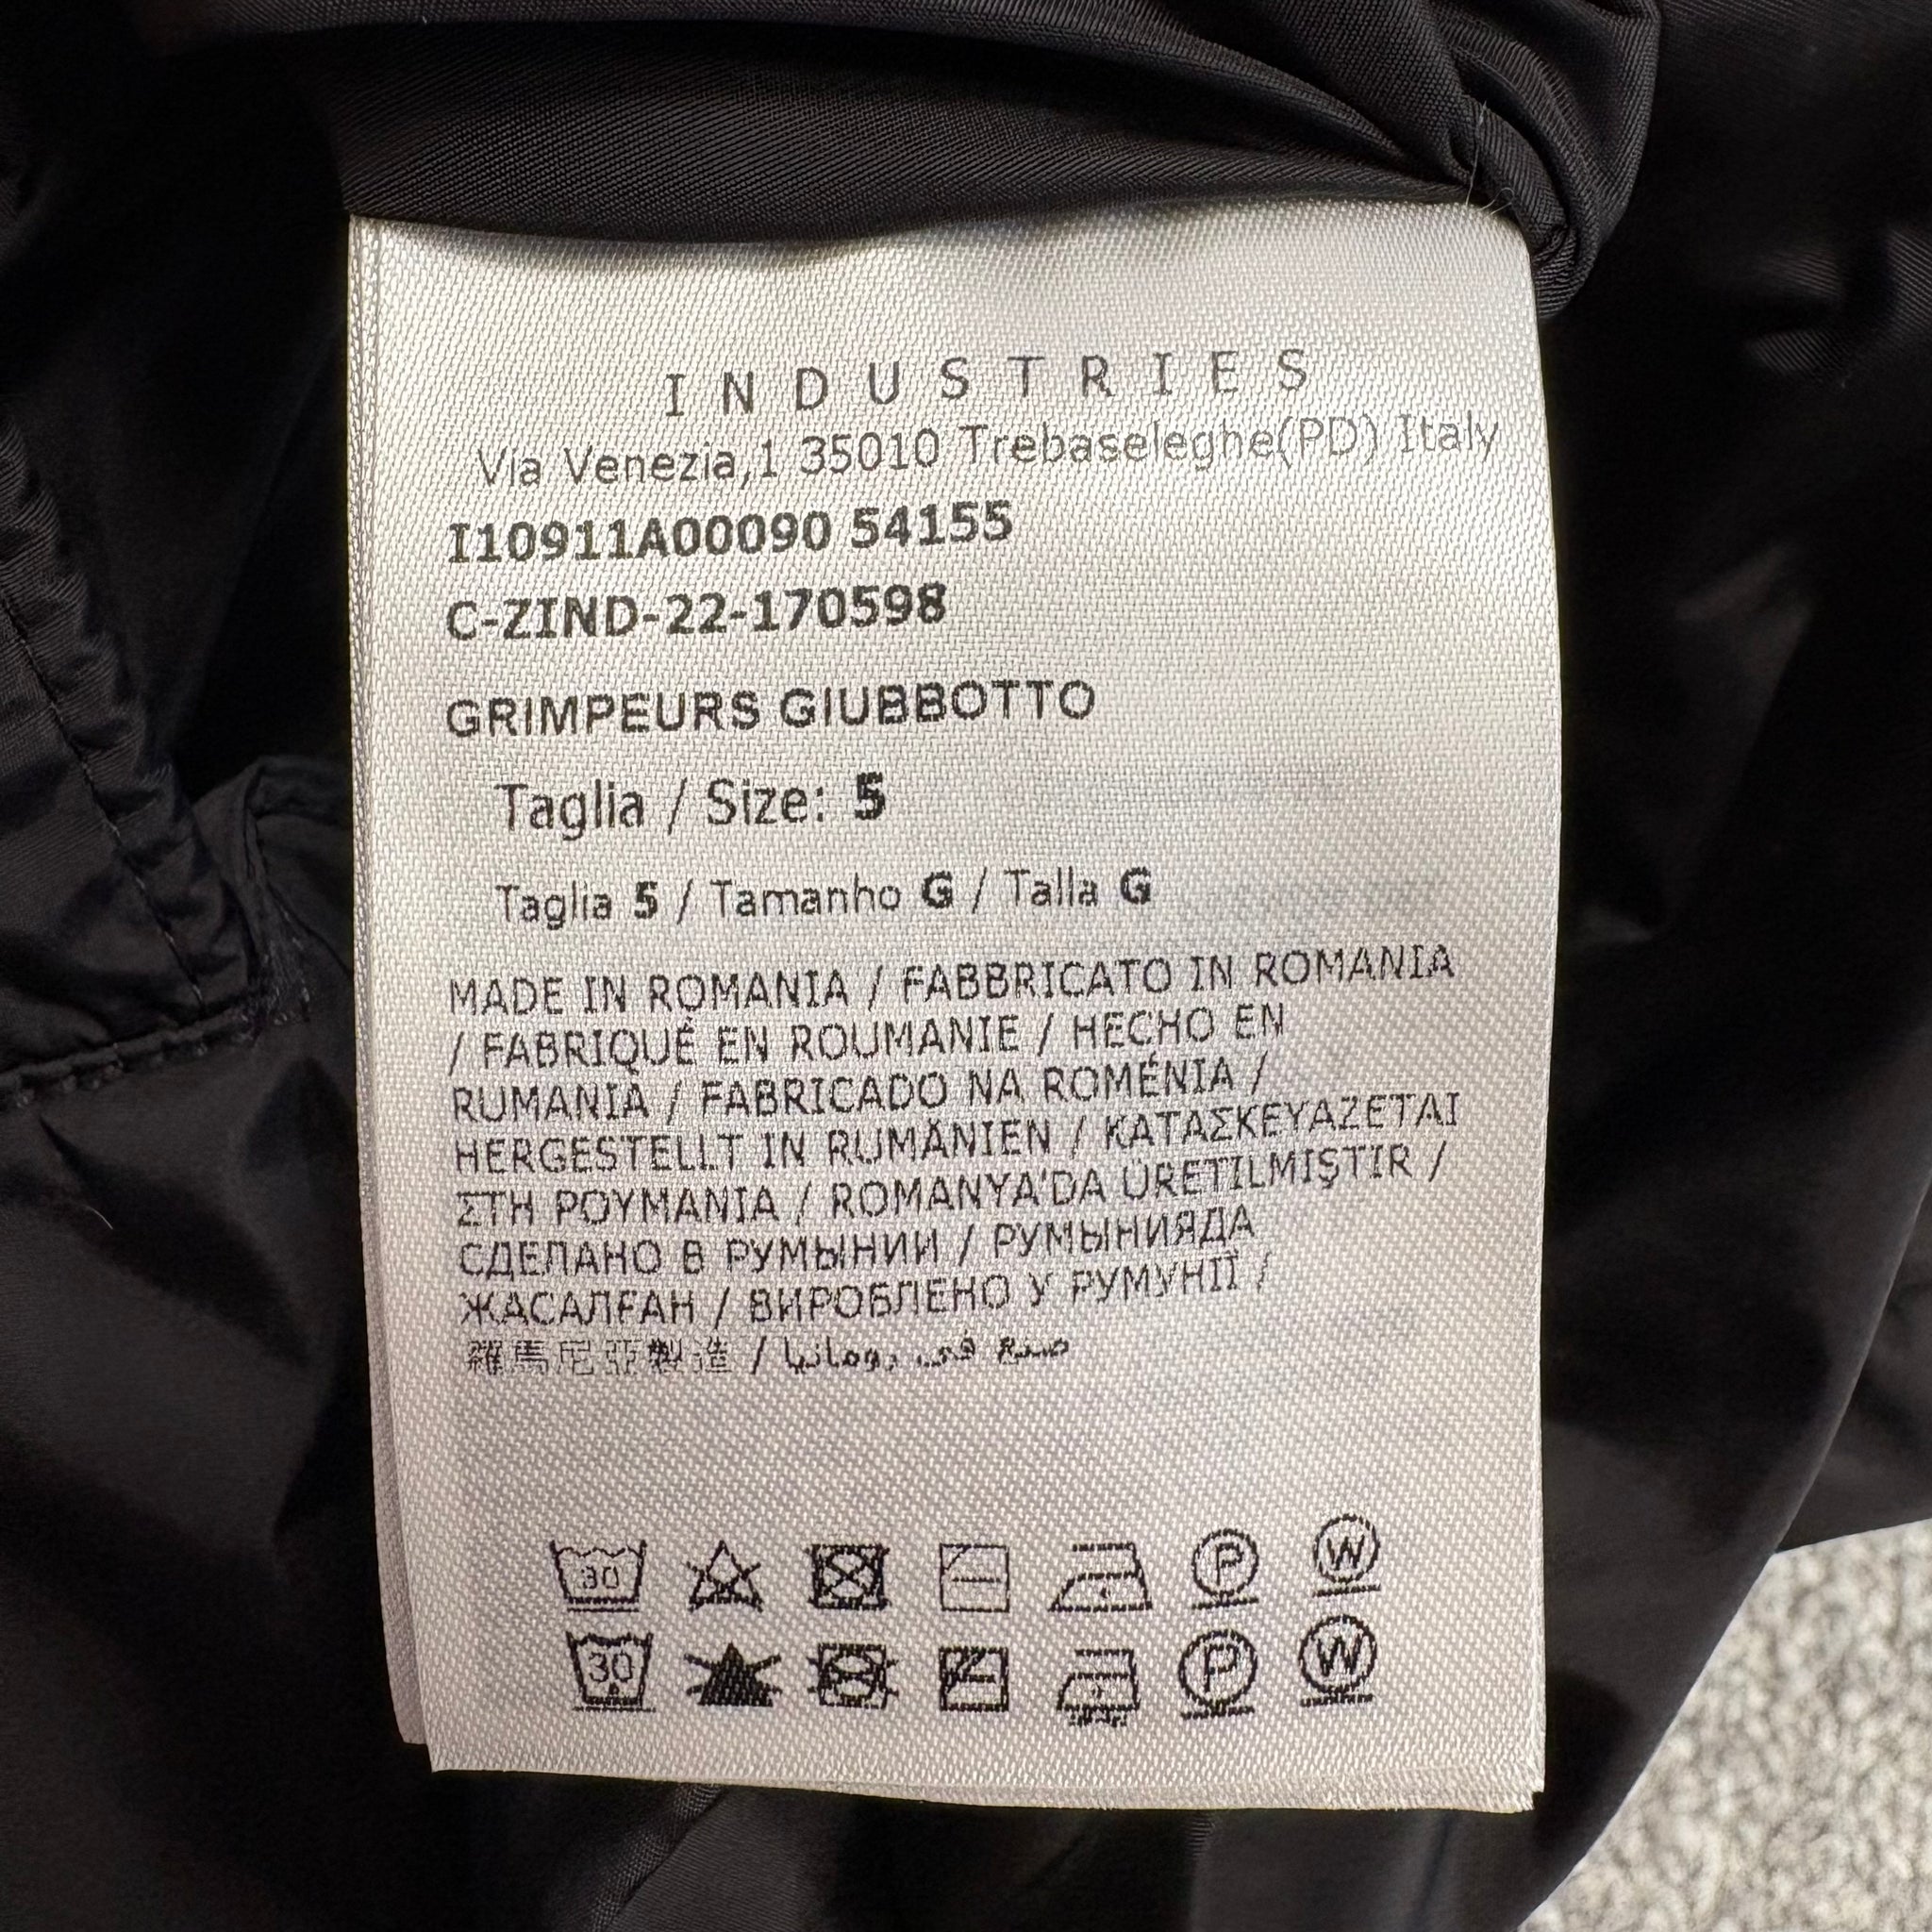 INDUSTRIES
Via Venezia,1 35010 Trebaseleghe(PD) Italy
I10911A00090 54155
C-ZIND-22-170598
GRIMPEURS GIUBBOTTO
Taglia / Size: 5
Taglia 5 / Tamanho G / Talla G
MADE IN ROMANIA / FABBRICATO IN ROMANIA
/ FABRIQUÉ EN ROUMANIE / HECHO EN
RUMANIA / FABRICADO NA ROMÉNIA /
HERGESTELLT IN RUMÄNIEN / ΚΑΤΑΣΚΕΥΑΖΕΤΑΙ
ΣΤΗ ΡΟΥΜΑΝΙΑ / ROMANYA'DA ÜRETILMIŞTIR /
СДЕЛАНО В РУМЫНИИ / РУМЫНИЯДА
ЖАСАЛҒАН / ВИРОБЛЕНО У РУМУНІЇ /
羅馬尼亞製造 / صنع في رومانيا
30 P W
30 P W